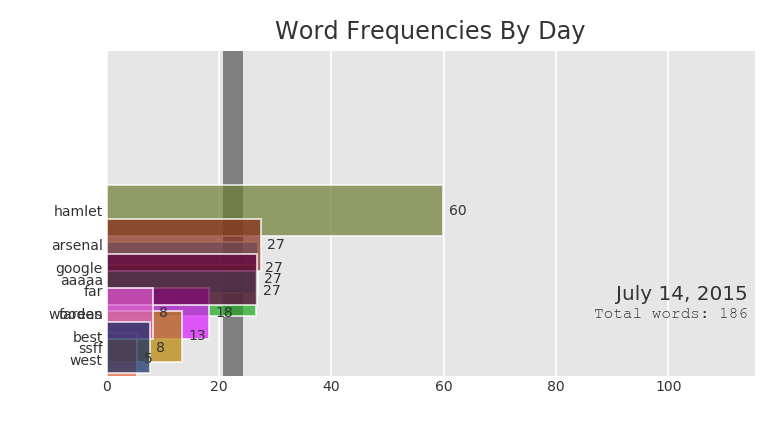 Word Frequencies By Day
hamlet 60
arsenal 27
google 27
aaaaa 27
far 27
8 18
best 13
ssff 8
west 5
July 14, 2015
Total words: 186
0 20 40 60 80 100